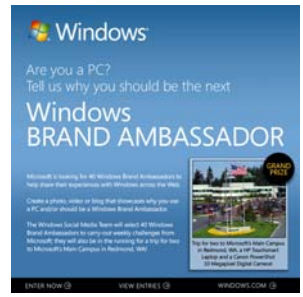 Windows
Are you a PC?
Tell us why you should be the next
Windows
BRAND AMBASSADOR
GRAND
PRIZE
Microsoft is looking for 40 Windows Brand Ambassadors to
help share their experiences with Windows across the Web.
Create a photo, video or blog that showcases why you use
a PC and/or should be a Windows Brand Ambassador.
The Windows Social Media Team will select 40 Windows
Brand Ambassadors to carry-out weekly challenges from
Microsoft; they will also be in the running for a trip for two
to Microsoft's Main Campus in Redmond, WA!
Trip for two to Microsoft's Main Campus
in Redmond, WA, a HP Touchsmart
Laptop and a Canon PowerShot
10 Megapixel Digital Camera!
ENTER NOW
VIEW ENTRIES
WINDOWS.COM